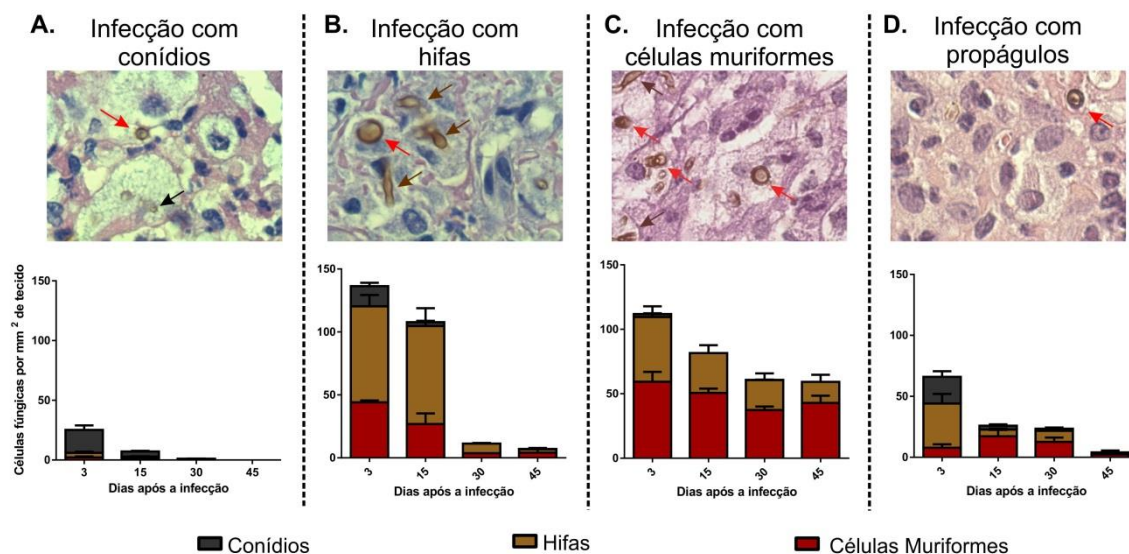 A. Infecção com
conídios
B. Infecção com
hifas
C. Infecção com
células muriformes
D. Infecção com
propágulos
Células fúngicas por mm 2 de tecido
150
100
50
0
3 15 30 45
Dias após a infecção
150
100
50
0
3 15 30 45
Dias após a infecção
150
100
50
0
3 15 30 45
Dias após a infecção
150
100
50
0
3 15 30 45
Dias após a infecção
Conídios
Hifas
Células Muriformes